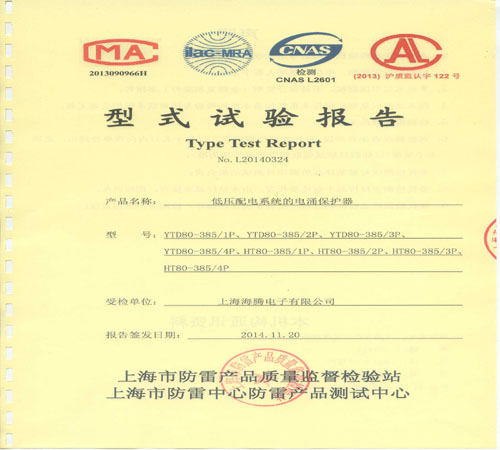 MA
ilac-MRA
CNAS
AL
2013090966H
检测
CNAS L2601
(2013) 沪质监认字 122 号
型式试验报告
Type Test Report
No. L20140324
产品名称: 低压配电系统的电涌保护器
型 号: YTD80-385/1P、YTD80-385/2P、YTD80-385/3P、
YTD80-385/4P、HT80-385/1P、HT80-385/2P、HT80-385/3P、
HT80-385/4P
受检单位: 上海海腾电子有限公司
报告签发日期: 2014.11.20
上海市防雷产品质量监督检验站
上海市防雷中心防雷产品测试中心